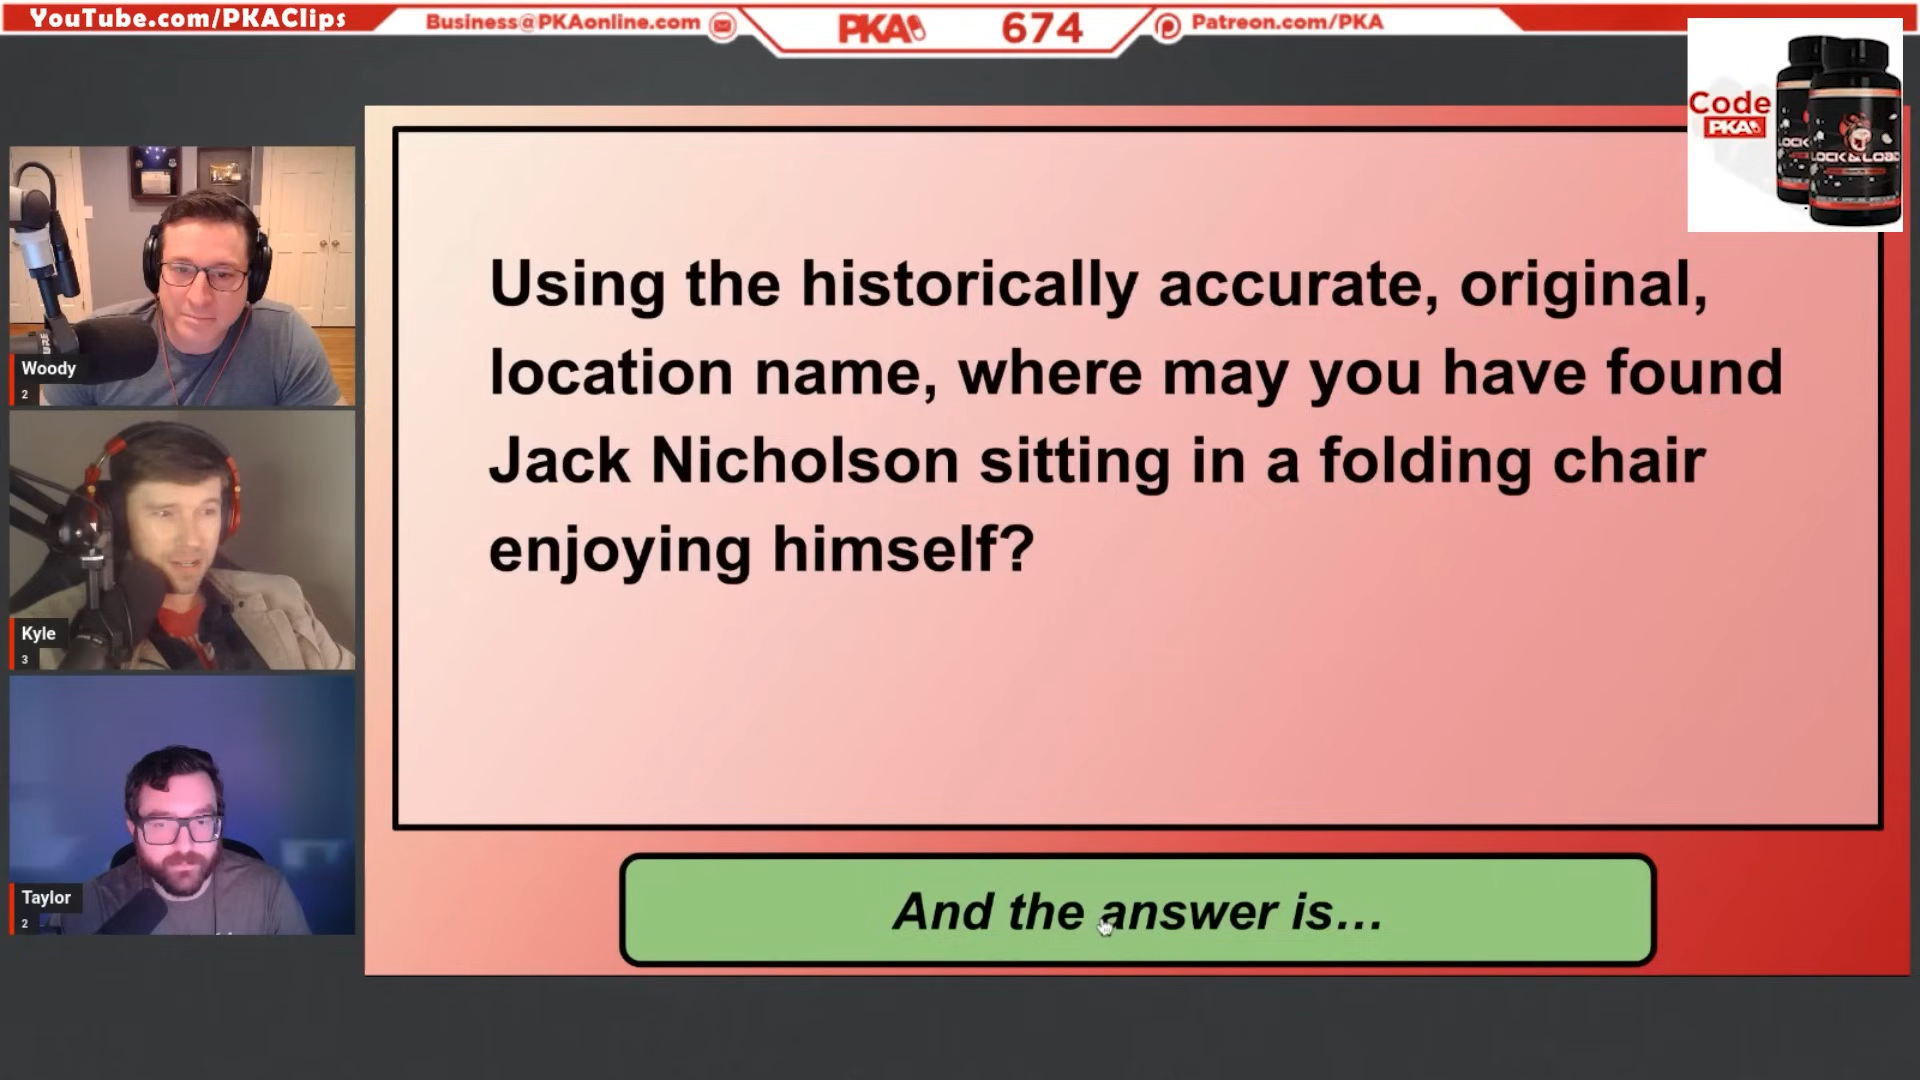 YouTube.com/PKAClips
Business@PKAonline.com
PKA
674
Patreon.com/PKA
Code
PKA
LOCK & LOAD
Using the historically accurate, original,
location name, where may you have found
Jack Nicholson sitting in a folding chair
enjoying himself?
And the answer is...
Woody
2
Kyle
3
Taylor
2